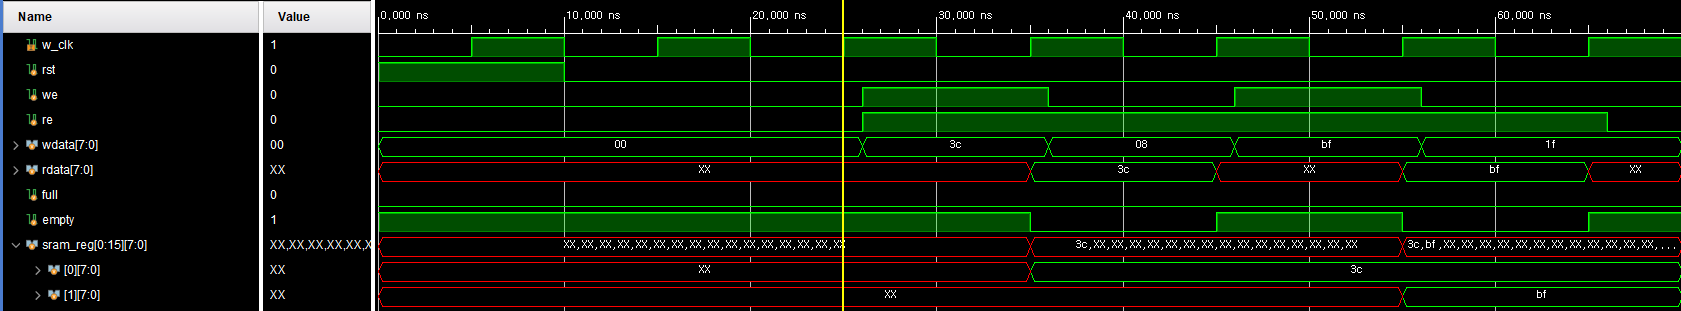 Name Value 0,000 ns 10,000 ns 20,000 ns 30,000 ns 40,000 ns 50,000 ns 60,000 ns
w_clk 1
rst 0
we 0
re 0
wdata[7:0] 00 00 3c 08 bf 1f
rdata[7:0] XX XX 3c XX bf XX
full 0
empty 1
sram_reg[0:15][7:0] XX,XX,XX,XX,XX,X XX,XX,XX,XX,XX,XX,XX,XX,XX,XX,XX,XX,XX,XX,XX,XX 3c,XX,XX,XX,XX,XX,XX,XX,XX,XX,XX,XX,XX,XX,XX,XX 3c,bf,XX,XX,XX,XX,XX,XX,XX,XX,XX,XX,XX,...
[0][7:0] XX XX 3c
[1][7:0] XX XX bf